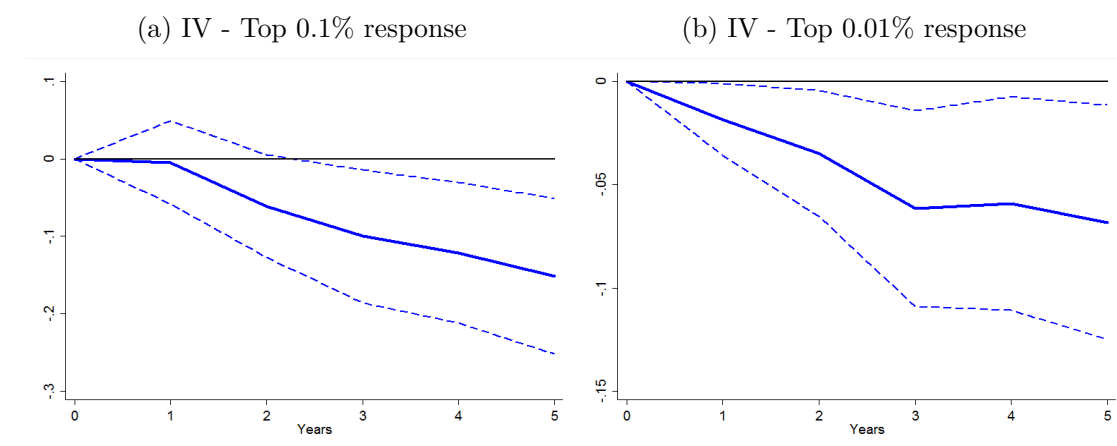 (a) IV - Top 0.1% response
.1
0
-.1
-.2
-.3
0 1 2 3 4 5
Years
(b) IV - Top 0.01% response
0
-.05
-.1
-.15
0 1 2 3 4 5
Years